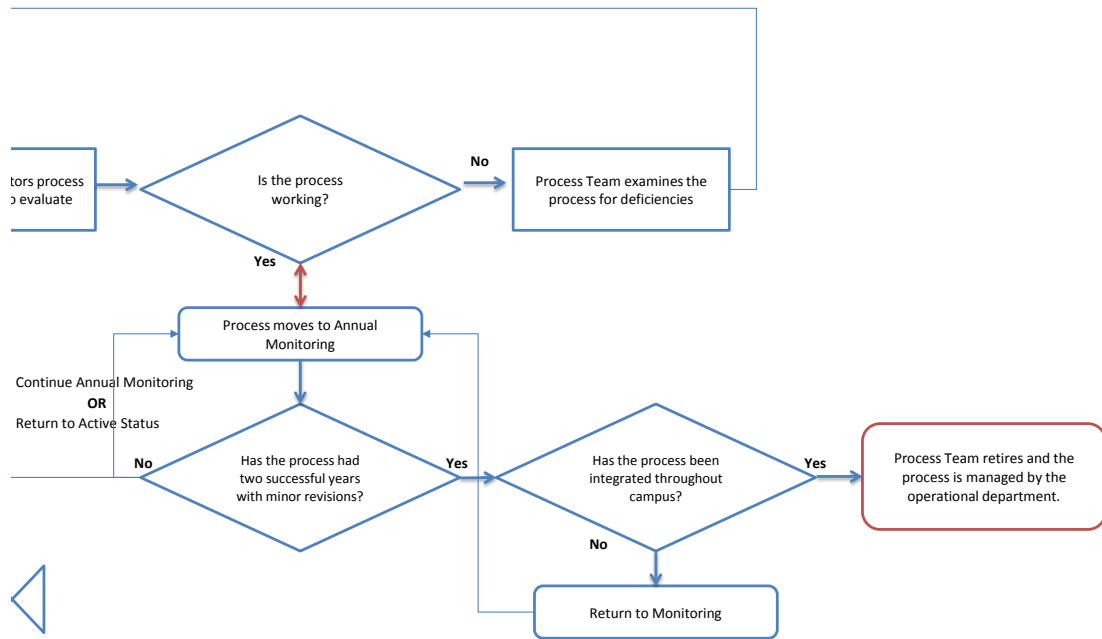 No
tors process
o evaluate
Is the process
working?
Process Team examines the
process for deficiencies
Yes
Process moves to Annual
Monitoring
Continue Annual Monitoring
OR
Return to Active Status
No
Has the process had
two successful years
with minor revisions?
Yes
Has the process been
integrated throughout
campus?
Yes
Process Team retires and the
process is managed by the
operational department.
No
Return to Monitoring